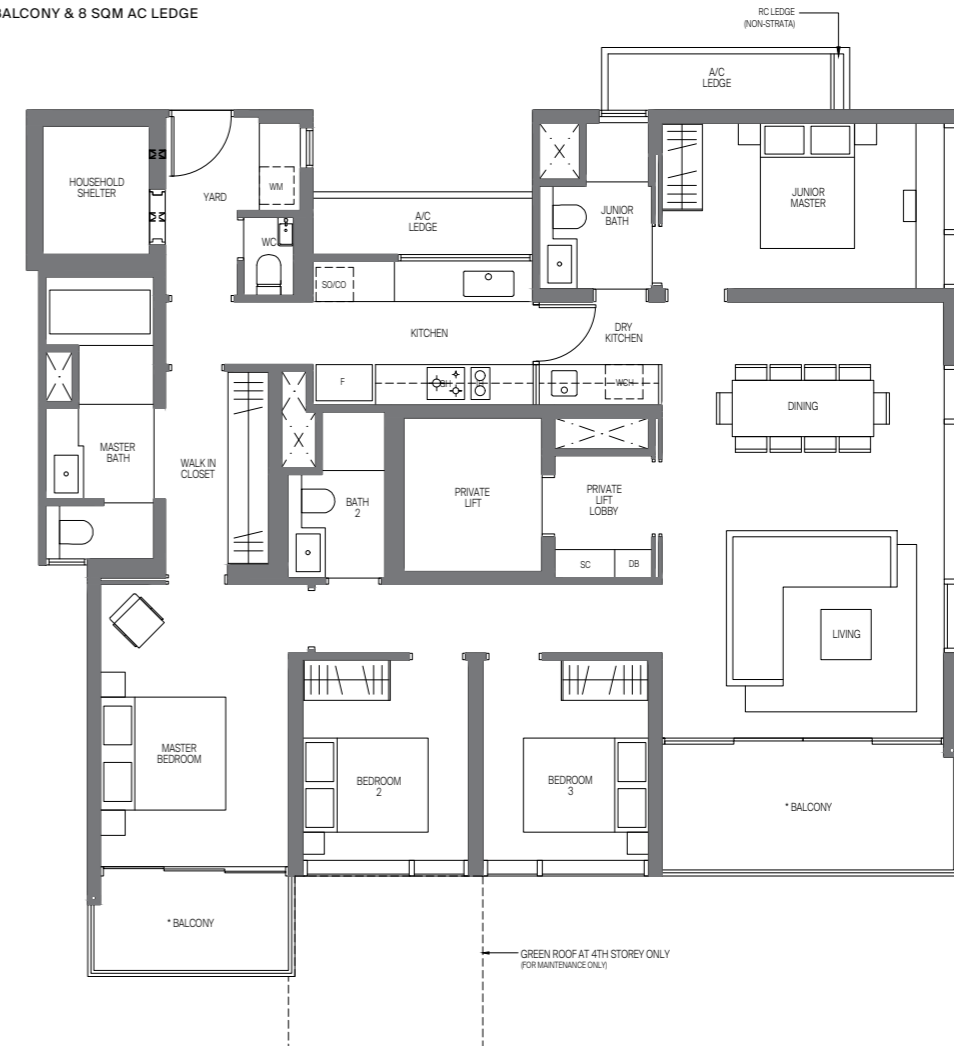 BALCONY & 8 SQM AC LEDGE
RC LEDGE
(NON-STRATA)
A/C
LEDGE
HOUSEHOLD
SHELTER
YARD
WM
WC
A/C
LEDGE
JUNIOR
BATH
JUNIOR
MASTER
SO/CO
KITCHEN
DRY
KITCHEN
F
BH
WCH
DINING
MASTER
BATH
WALK IN
CLOSET
BATH
2
PRIVATE
LIFT
PRIVATE
LIFT
LOBBY
SC
DB
LIVING
MASTER
BEDROOM
BEDROOM
2
BEDROOM
3
* BALCONY
* BALCONY
GREEN ROOF AT 4TH STOREY ONLY
(FOR MAINTENANCE ONLY)